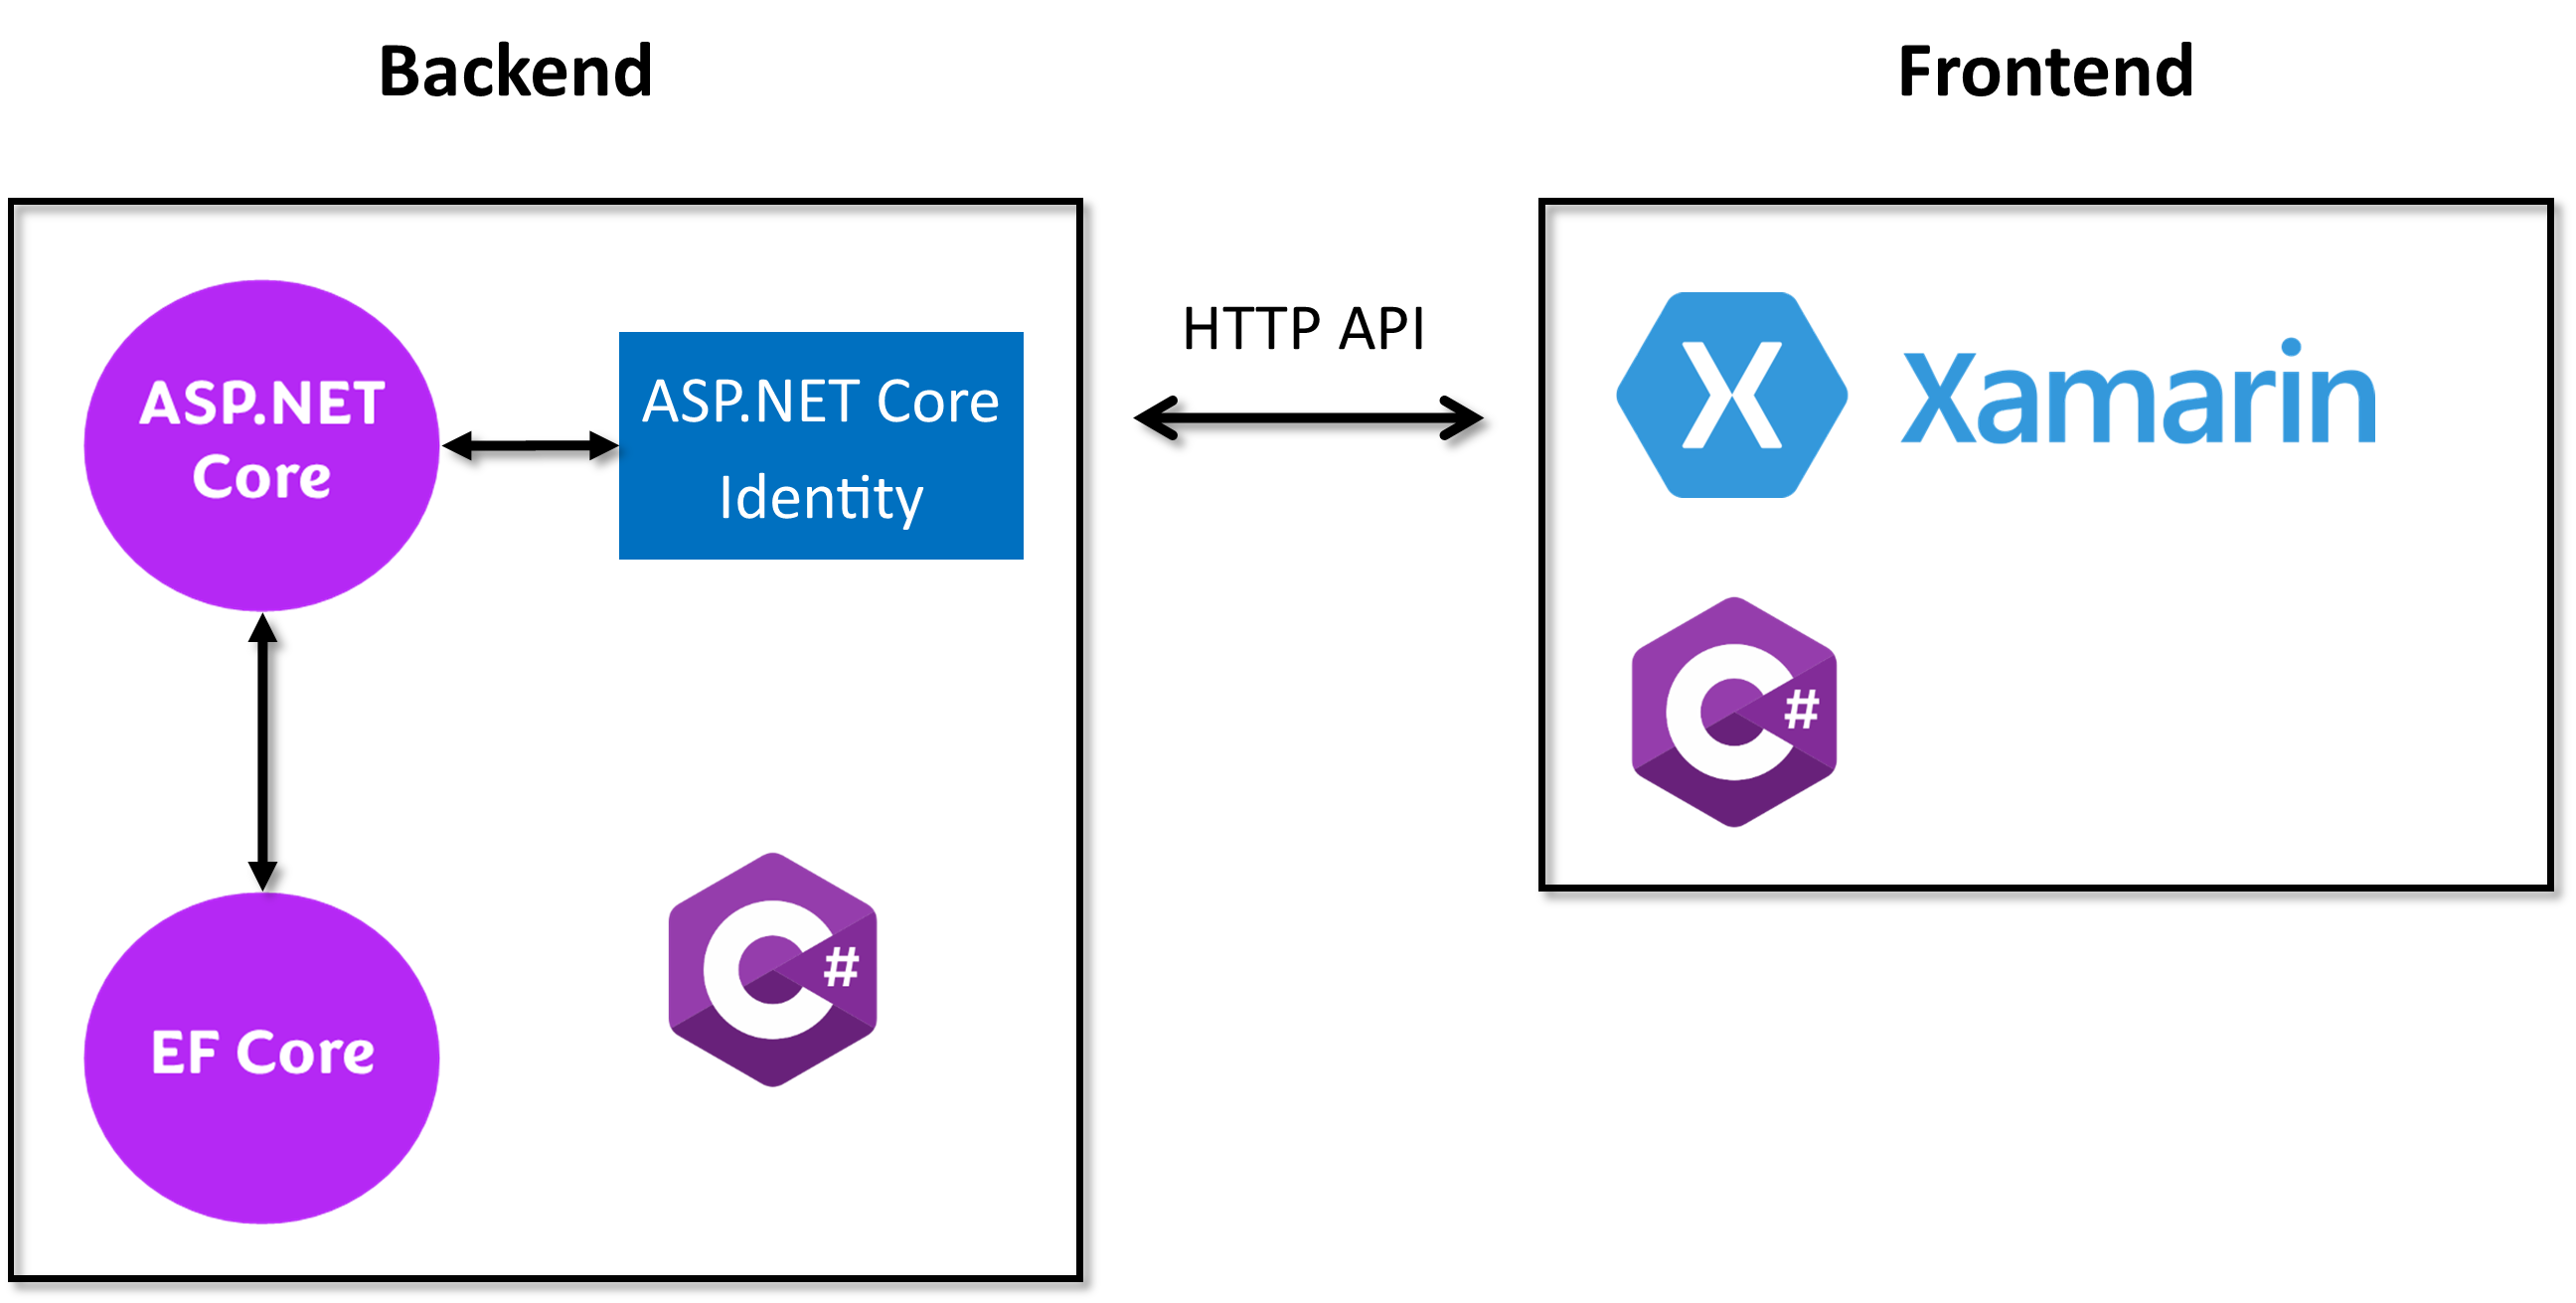 Backend
Frontend
ASP.NET
Core
ASP.NET Core
Identity
HTTP API
X Xamarin
C#
EF Core
C#